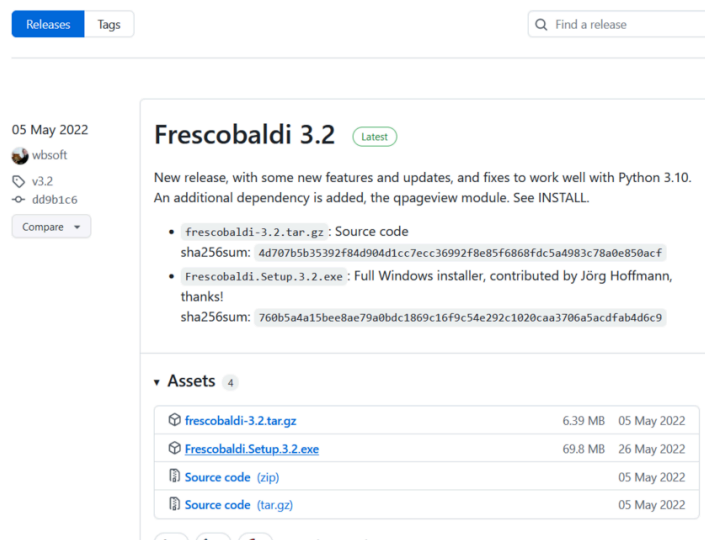 Releases Tags Find a release
05 May 2022
wbsoft
v3.2
dd9b1c6
Compare
Frescobaldi 3.2 Latest
New release, with some new features and updates, and fixes to work well with Python 3.10.
An additional dependency is added, the qpageview module. See INSTALL.
• frescobaldi-3.2.tar.gz : Source code
sha256sum: 4d707b5b35392f84d904d1cc7ecc36992f8e85f6868fdc5a4983c78a0e850acf
• Frescobaldi.Setup.3.2.exe : Full Windows installer, contributed by Jörg Hoffmann,
thanks!
sha256sum: 760b5a4a15bee8ae79a0bdc1869c16f9c54e292c1020caa3706a5acdfab4d6c9
Assets 4
frescobaldi-3.2.tar.gz 6.39 MB 05 May 2022
Frescobaldi.Setup.3.2.exe 69.8 MB 26 May 2022
Source code (zip) 05 May 2022
Source code (tar.gz) 05 May 2022